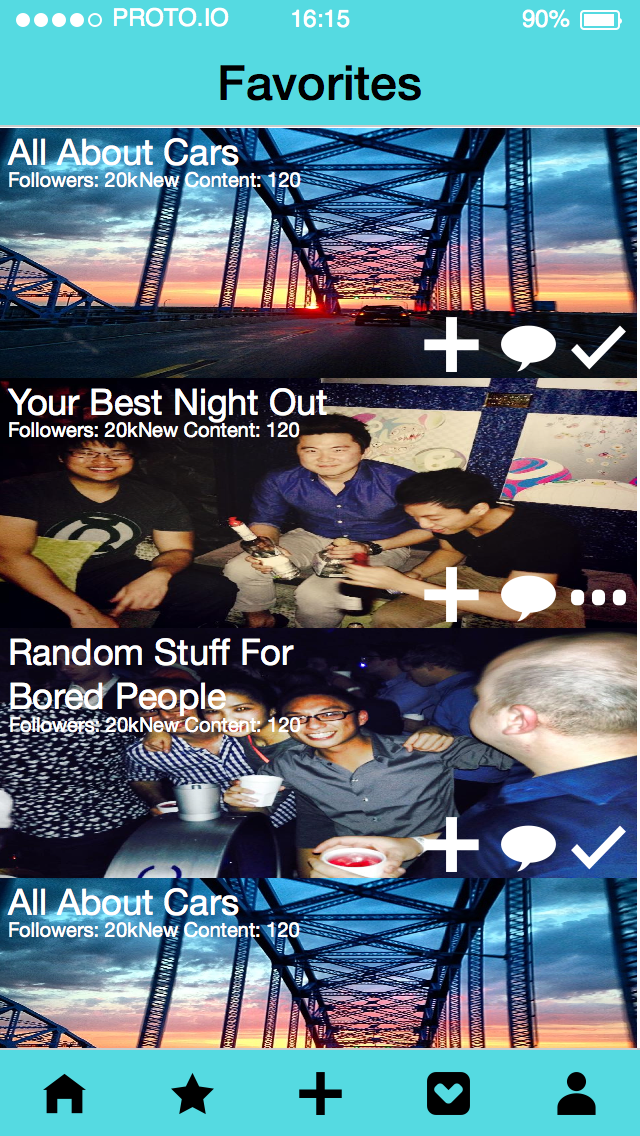 PROTO.IO 16:15 90%
Favorites
All About Cars
Followers: 20kNew Content: 120
Your Best Night Out
Followers: 20kNew Content: 120
Random Stuff For
Bored People
Followers: 20kNew Content: 120
All About Cars
Followers: 20kNew Content: 120